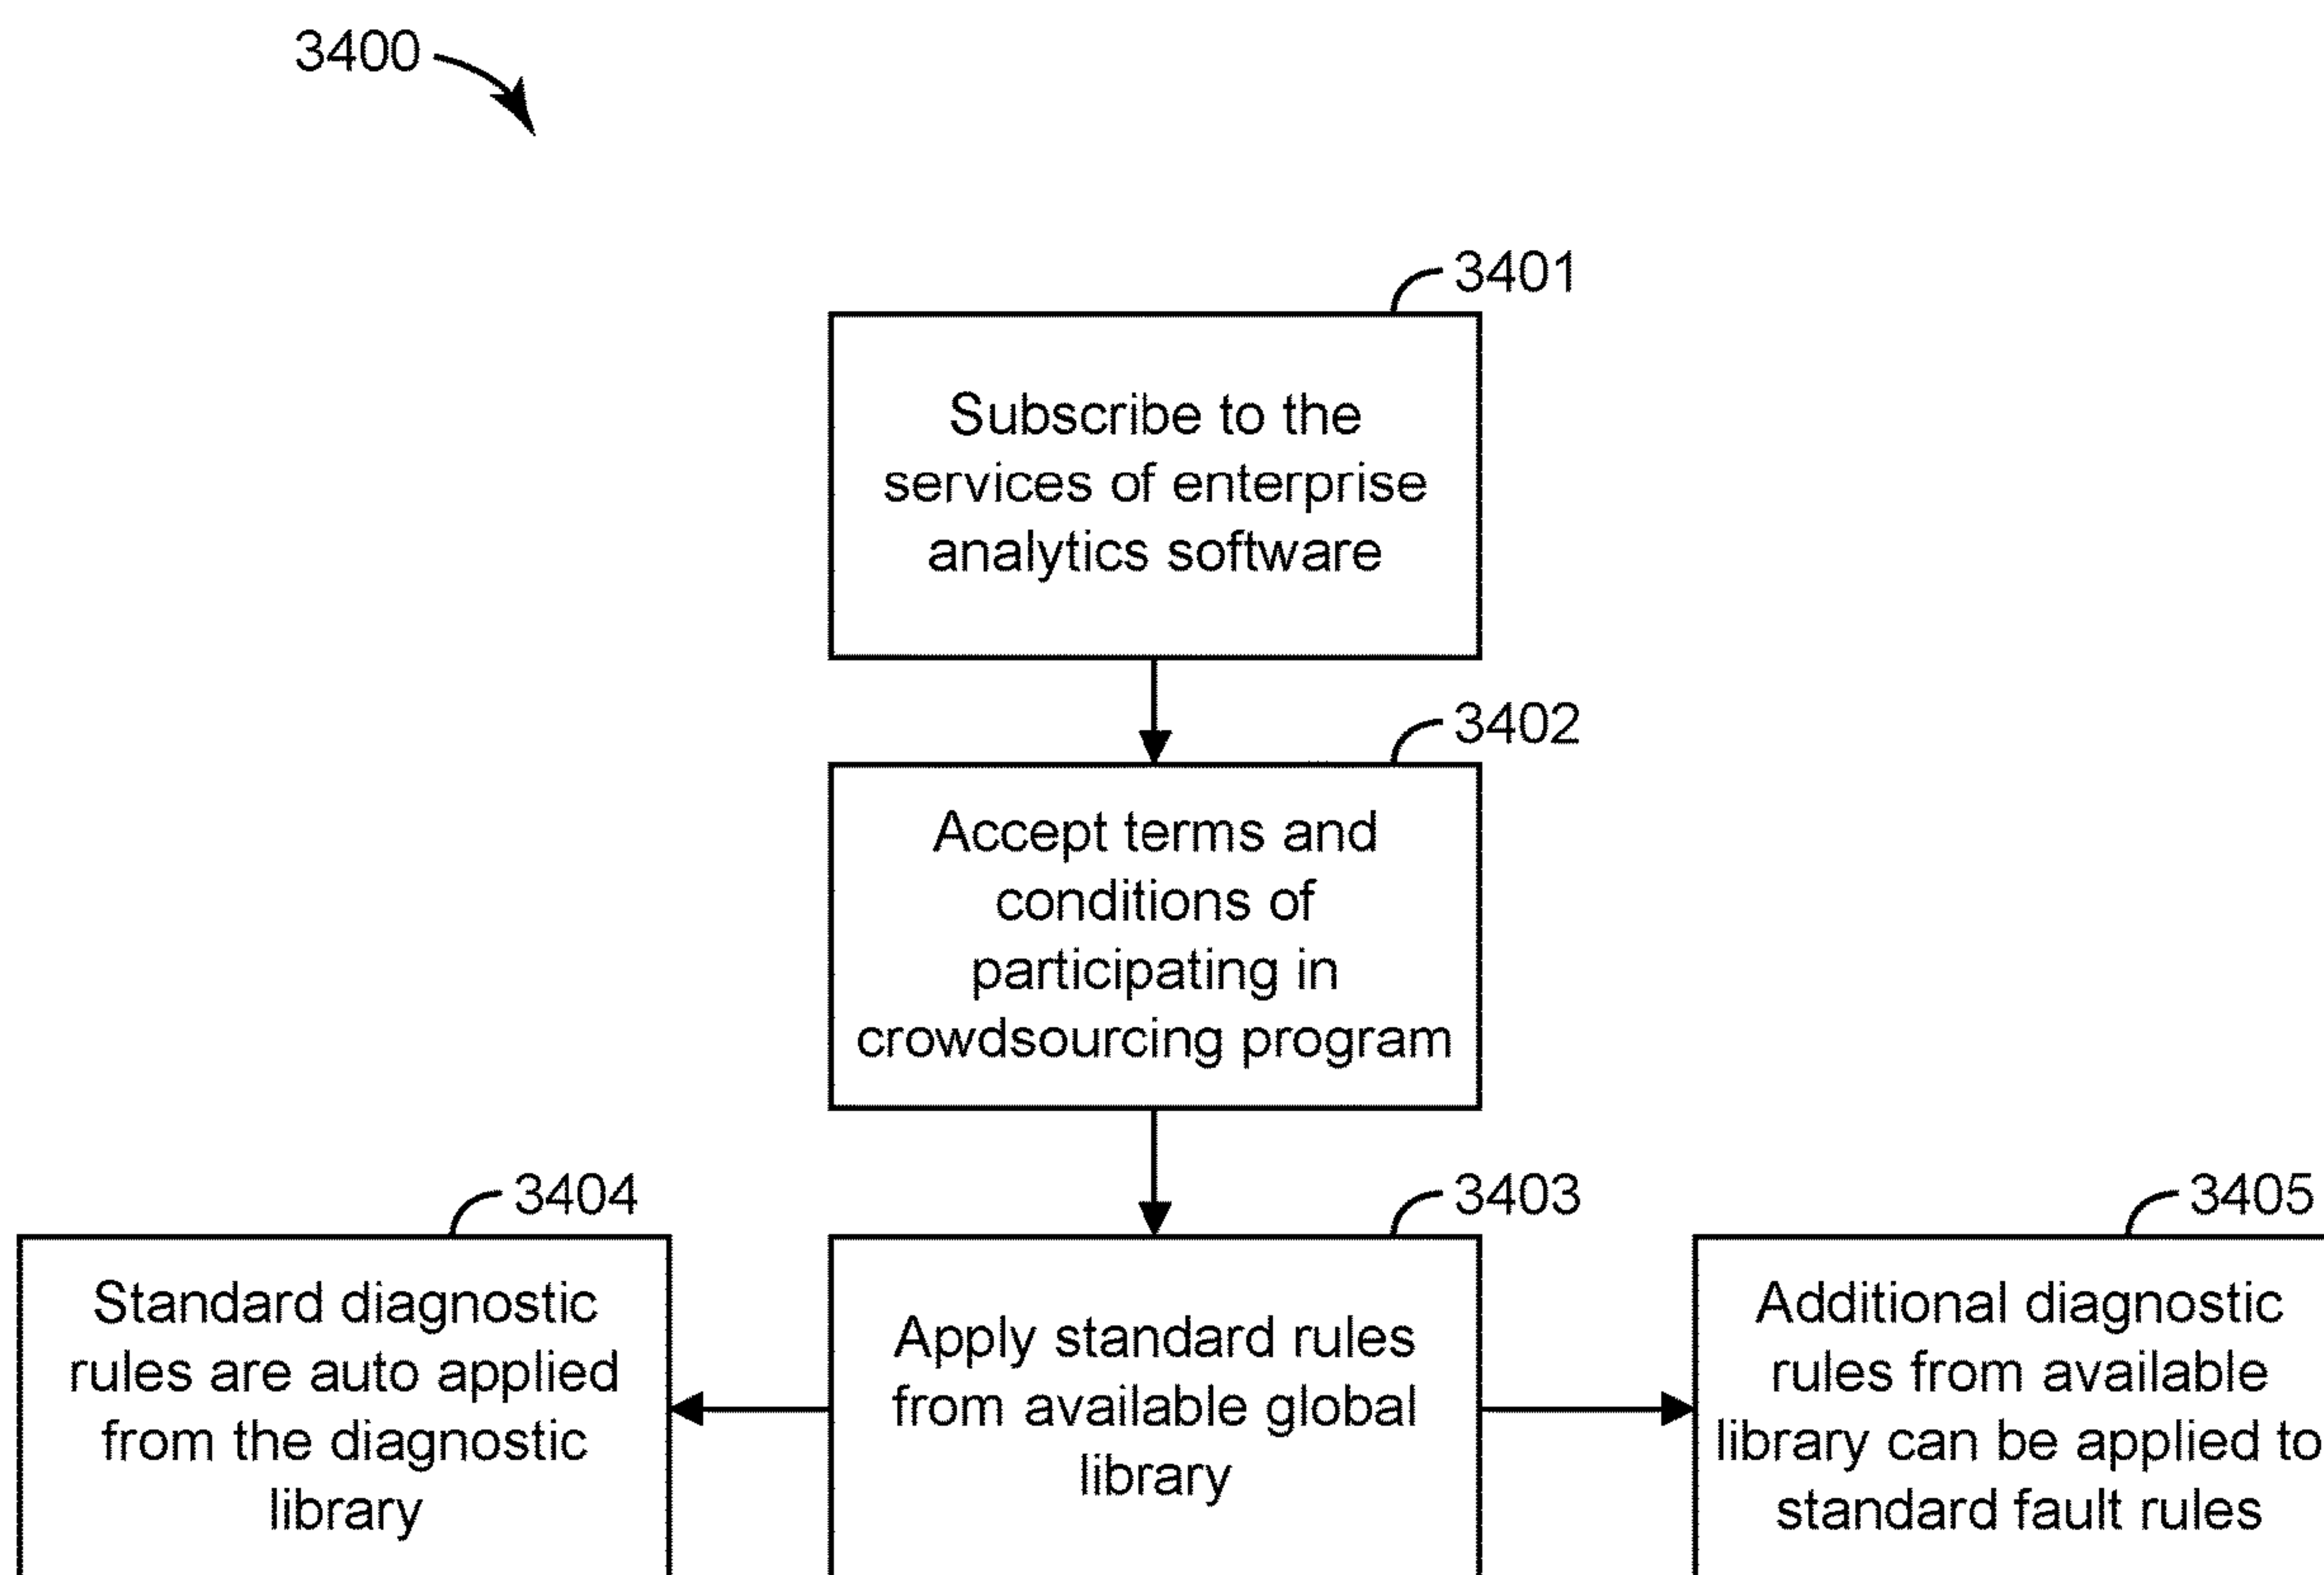 3400
3401
Subscribe to the
services of enterprise
analytics software
3402
Accept terms and
conditions of
participating in
crowdsourcing program
3404
Standard diagnostic
rules are auto applied
from the diagnostic
library
3403
Apply standard rules
from available global
library
3405
Additional diagnostic
rules from available
library can be applied to
standard fault rules